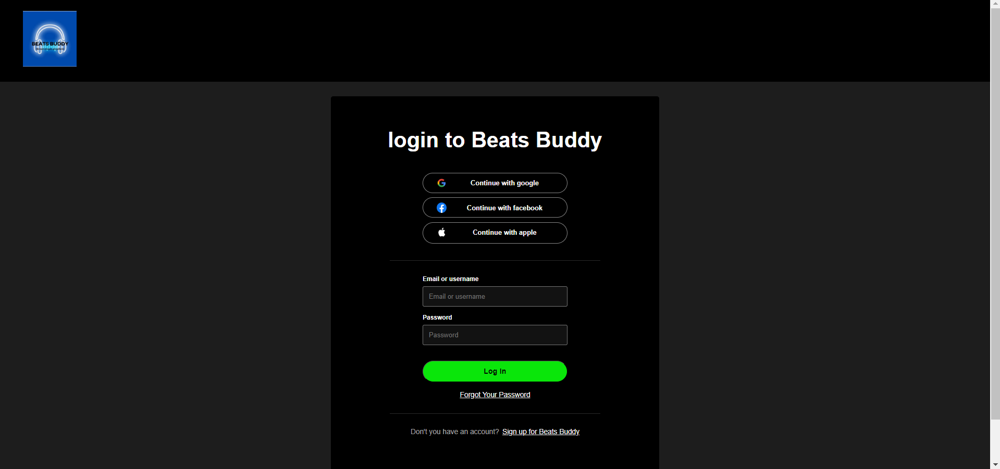 BEATS BUDDY
login to Beats Buddy
Continue with google
Continue with facebook
Continue with apple
Email or username
Email or username
Password
Password
Log In
Forgot Your Password
Don't you have an account? Sign up for Beats Buddy